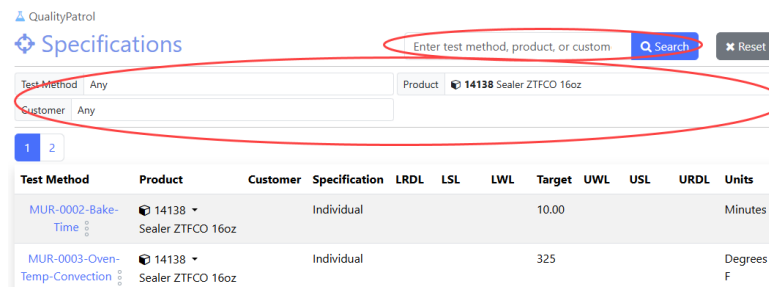 QualityPatrol
Specifications
Enter test method, product, or custom
Search
Reset
Test Method Any
Product 14138 Sealer ZTFCO 16oz
Customer Any
1 2
Test Method Product Customer Specification LRDL LSL LWL Target UWL USL URDL Units
MUR-0002-Bake-
Time
14138
Sealer ZTFCO 16oz
Individual
10.00
Minutes
MUR-0003-Oven-
Temp-Convection
14138
Sealer ZTFCO 16oz
Individual
325
Degrees
F